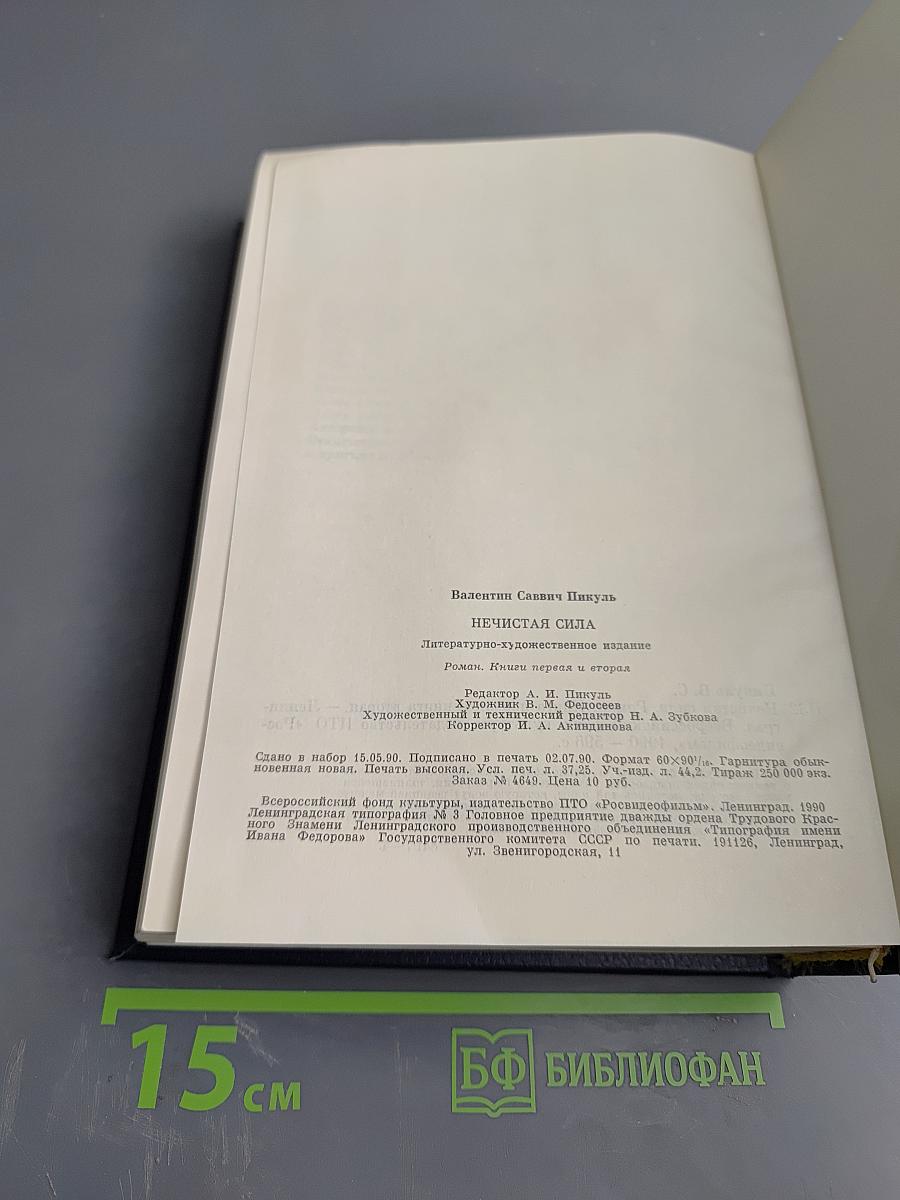 Валентин Саввич Пикуль
НЕЧИСТАЯ СИЛА
Литературно-художественное издание
Роман. Книги первая и вторая
Редактор А. И. Пикуль
Художник В. М. Федосеев
Художественный и технический редактор Н. А. Зубкова
Корректор И. А. Акиндинова
Сдано в набор 15.05.90. Подписано в печать 02.07.90. Формат 60×90¹/₁₆. Гарнитура обык-
новенная новая. Печать высокая. Усл. печ. л. 37,25. Уч.-изд. л. 44,2. Тираж 250 000 экз.
Заказ № 4649. Цена 10 руб.
Всероссийский фонд культуры, издательство ПТО «Росвидеофильм». Ленинград. 1990
Ленинградская типография № 3 Головное предприятие дважды ордена Трудового Крас-
ного Знамени Ленинградского производственного объединения «Типография имени
Ивана Федорова» Государственного комитета СССР по печати. 191126, Ленинград,
ул. Звенигородская, 11
15 см
БФ БИБЛИОФАН